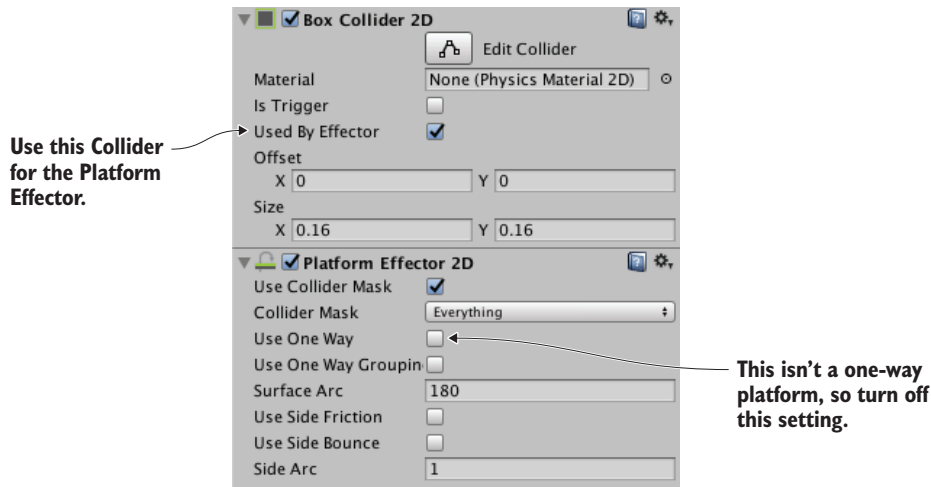 Box Collider 2D
Edit Collider
Material None (Physics Material 2D)
Is Trigger
Used By Effector
Offset
X 0 Y 0
Size
X 0.16 Y 0.16
Platform Effector 2D
Use Collider Mask
Collider Mask Everything
Use One Way
Use One Way Groupin
Surface Arc 180
Use Side Friction
Use Side Bounce
Side Arc 1
Use this Collider
for the Platform
Effector.
This isn't a one-way
platform, so turn off
this setting.